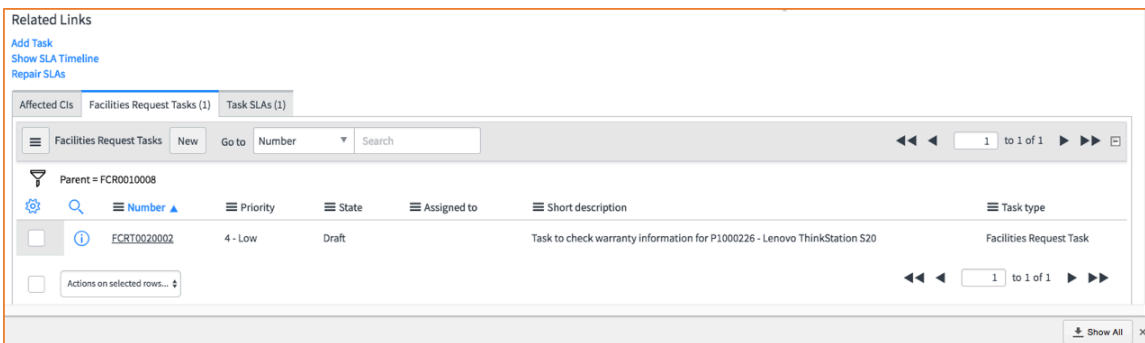 Related Links
Add Task
Show SLA Timeline
Repair SLAs
Affected CIs Facilities Request Tasks (1) Task SLAs (1)
Facilities Request Tasks New Go to Number Search 1 to 1 of 1
Parent = FCR0010008
Number Priority State Assigned to Short description Task type
FCRT0020002 4 - Low Draft Task to check warranty information for P1000226 - Lenovo ThinkStation S20 Facilities Request Task
Actions on selected rows... 1 to 1 of 1
Show All